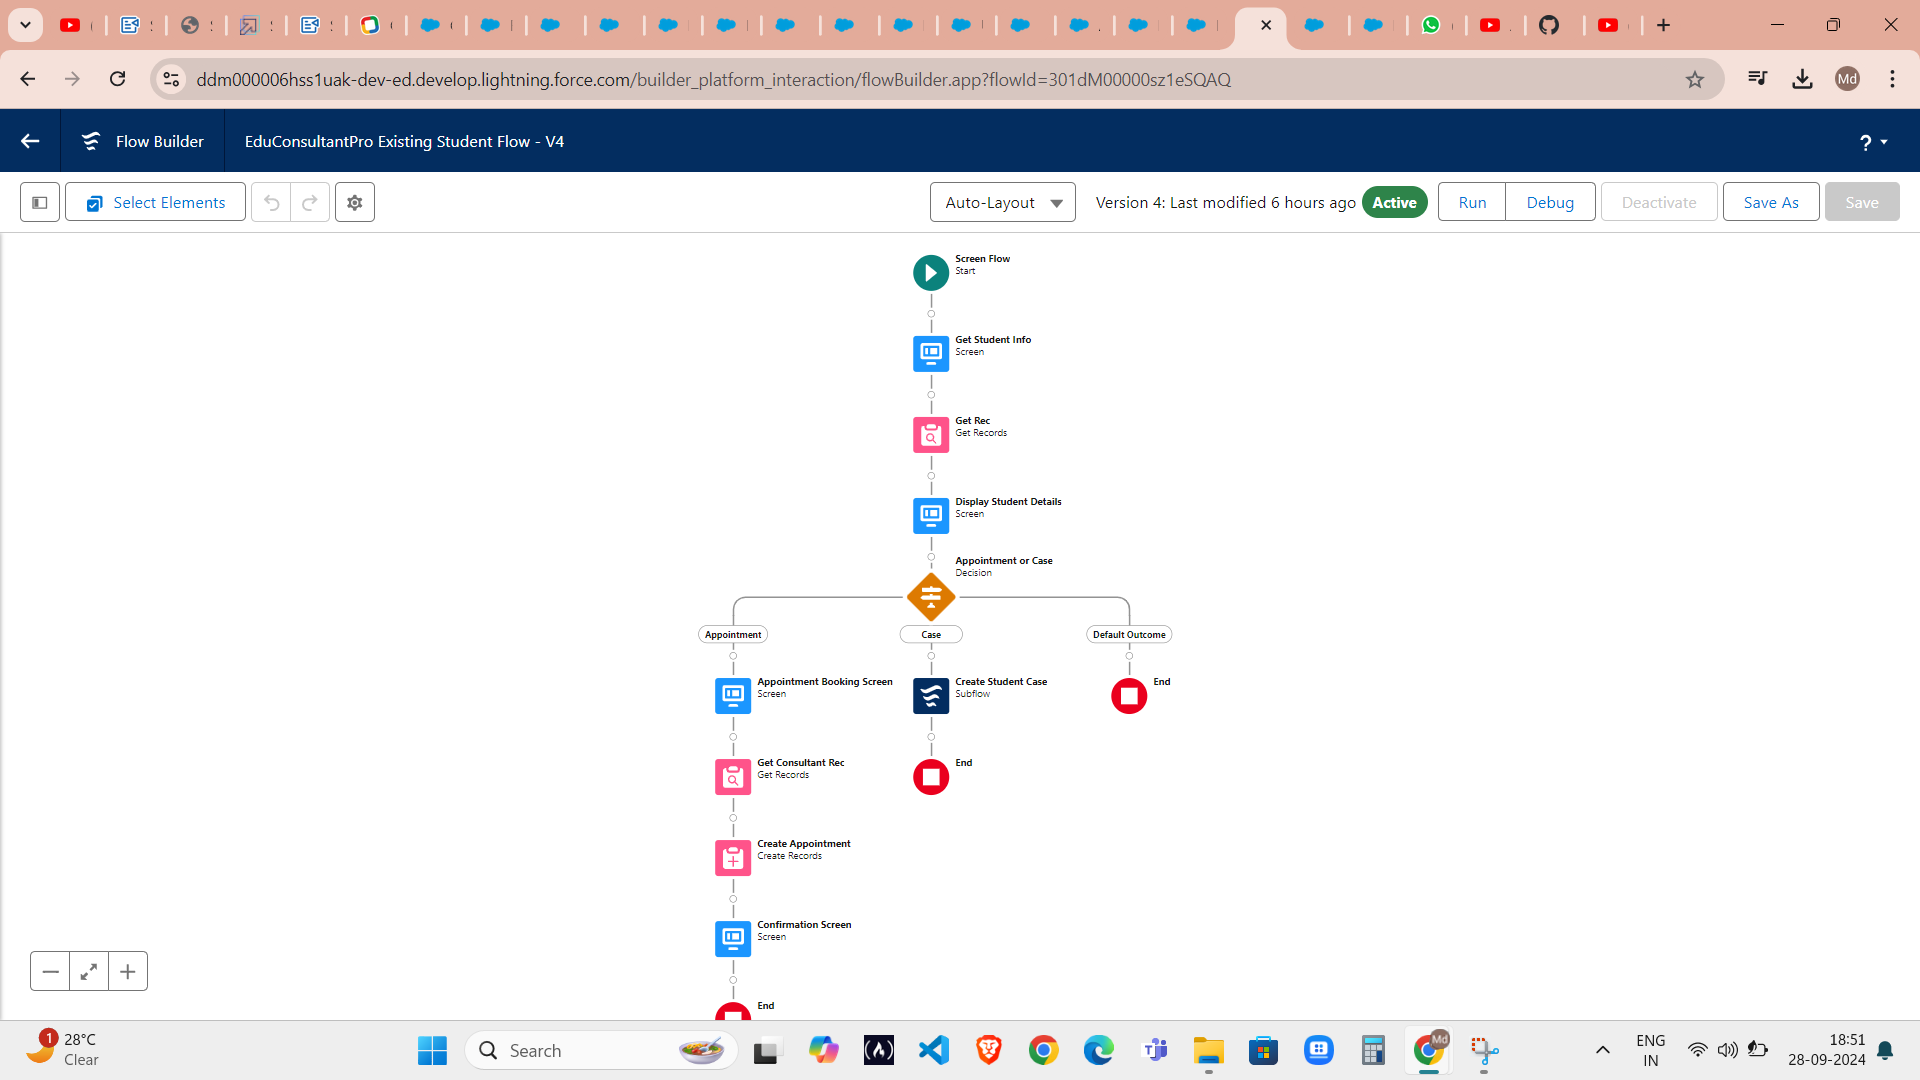 ddm000006hss1uak-dev-ed.develop.lightning.force.com/builder_platform_interaction/flowBuilder.app?flowId=301dM00000sz1eSQAQ
Md
Flow Builder
EduConsultantPro Existing Student Flow - V4
?
Select Elements
Auto-Layout
Version 4: Last modified 6 hours ago
Active
Run
Debug
Deactivate
Save As
Save
Screen Flow
Start
Get Student Info
Screen
Get Rec
Get Records
Display Student Details
Screen
Appointment or Case
Decision
Appointment
Case
Default Outcome
Appointment Booking Screen
Screen
Create Student Case
Subflow
End
Get Consultant Rec
Get Records
End
Create Appointment
Create Records
Confirmation Screen
Screen
End
1
28°C
Clear
Search
Md
ENG
IN
18:51
28-09-2024